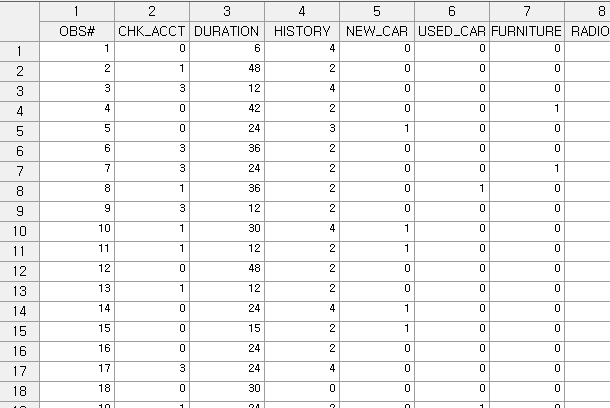 1 2 3 4 5 6 7 8
OBS# CHK_ACCT DURATION HISTORY NEW_CAR USED_CAR FURNITURE RADIO
1 1 0 6 4 0 0 0
2 2 1 48 2 0 0 0
3 3 3 12 4 0 0 0
4 4 0 42 2 0 0 1
5 5 0 24 3 1 0 0
6 6 3 36 2 0 0 0
7 7 3 24 2 0 0 1
8 8 1 36 2 0 1 0
9 9 3 12 2 0 0 0
10 10 1 30 4 1 0 0
11 11 1 12 2 1 0 0
12 12 0 48 2 0 0 0
13 13 1 12 2 0 0 0
14 14 0 24 4 1 0 0
15 15 0 15 2 1 0 0
16 16 0 24 2 0 0 0
17 17 3 24 4 0 0 0
18 18 0 30 0 0 0 0
19 1 24 2 0 1 0